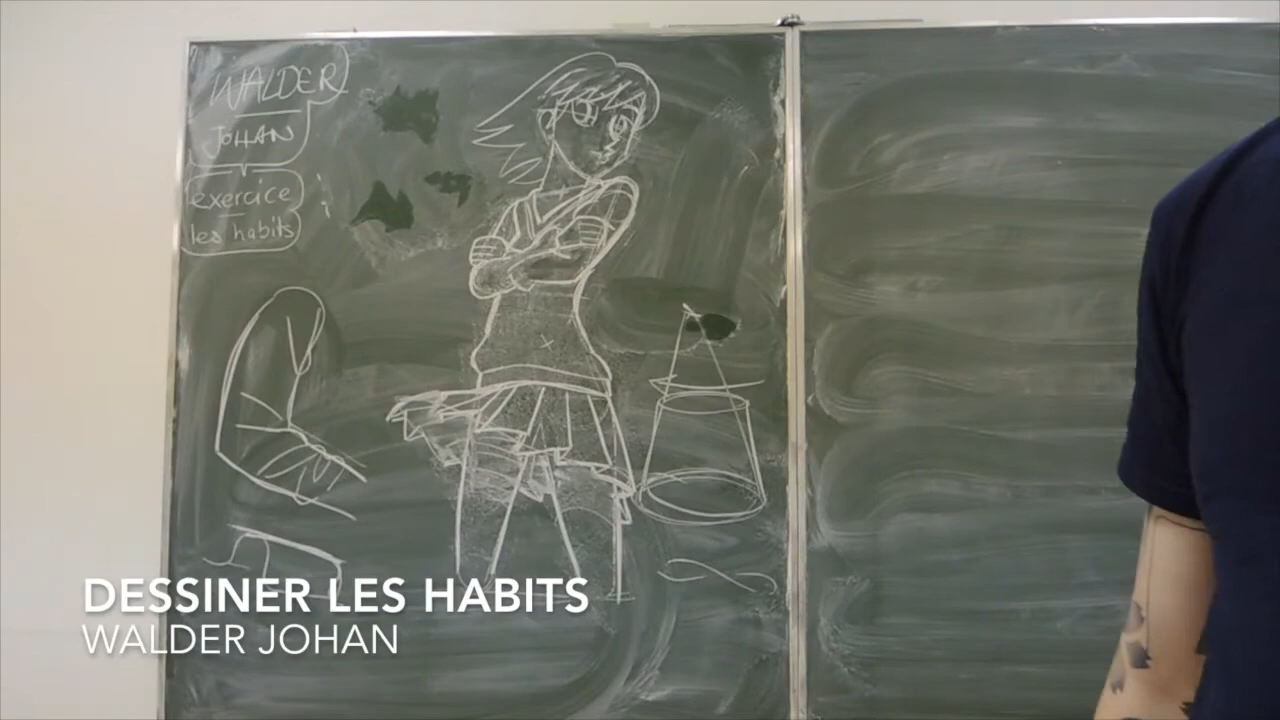 WALDER
JOHAN
exercice :
les habits
DESSINER LES HABITS
WALDER JOHAN